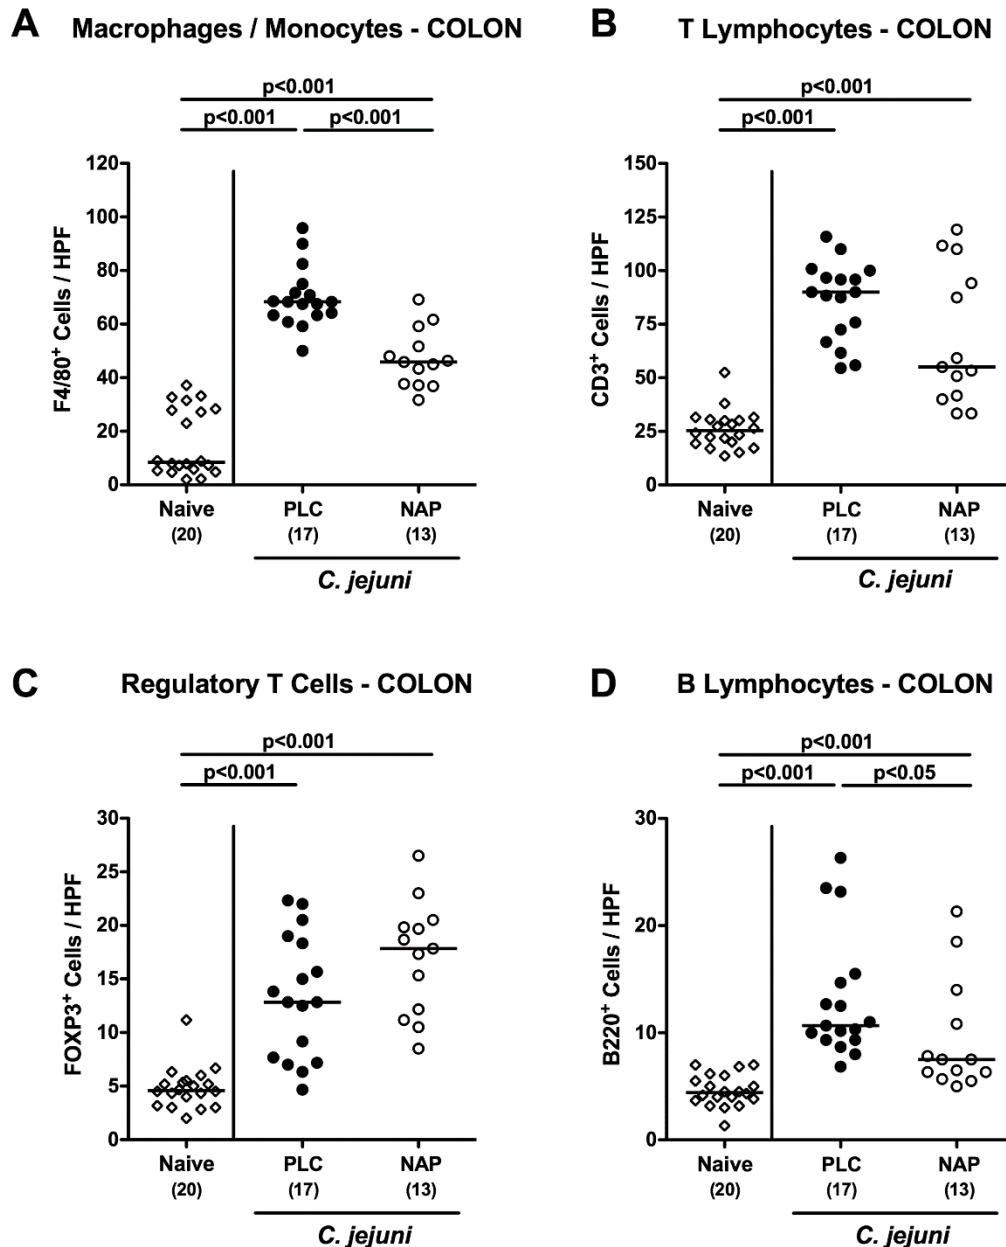 A Macrophages / Monocytes - COLON
p<0.001
p<0.001 p<0.001
F4/80+ Cells / HPF
120
100
80
60
40
20
0
Naive PLC NAP
(20) (17) (13)
C. jejuni
B T Lymphocytes - COLON
p<0.001
p<0.001
CD3+ Cells / HPF
150
125
100
75
50
25
0
Naive PLC NAP
(20) (17) (13)
C. jejuni
C Regulatory T Cells - COLON
p<0.001
p<0.001
FOXP3+ Cells / HPF
30
25
20
15
10
5
0
Naive PLC NAP
(20) (17) (13)
C. jejuni
D B Lymphocytes - COLON
p<0.001
p<0.001 p<0.05
B220+ Cells / HPF
30
20
10
0
Naive PLC NAP
(20) (17) (13)
C. jejuni